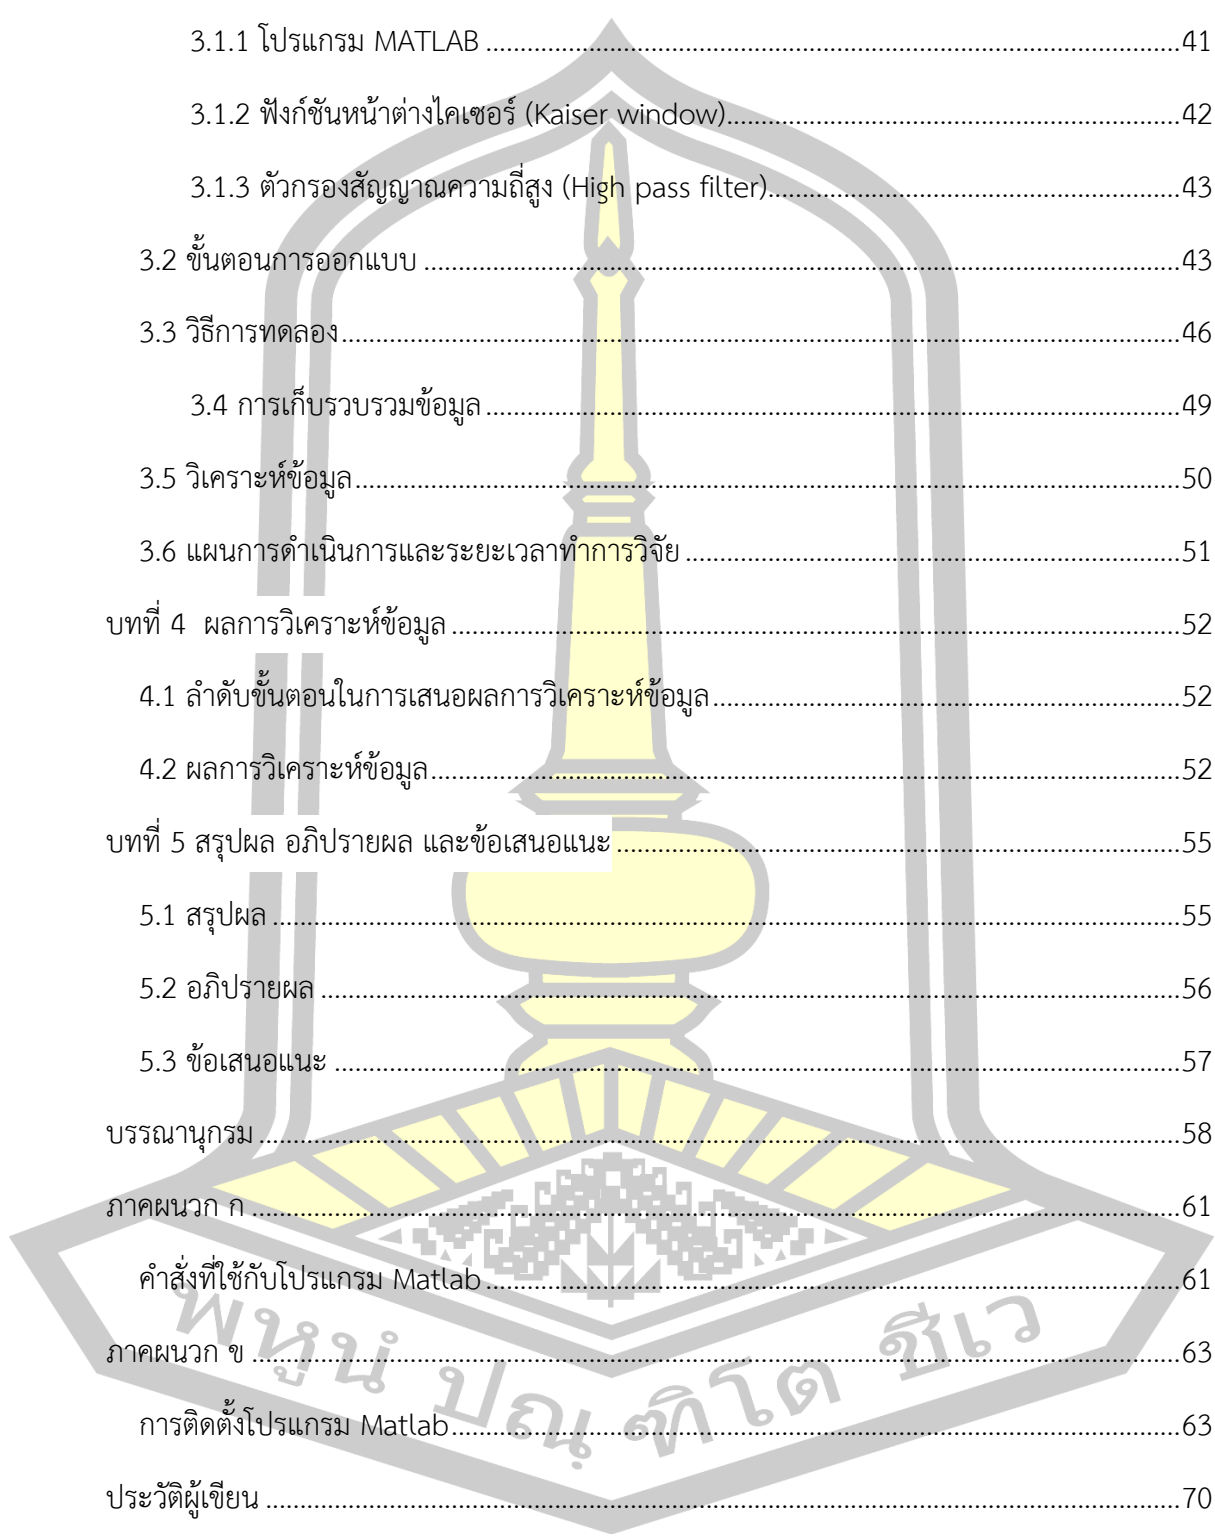 3.1.1 โปรแกรม MATLAB ........................................................................................41
3.1.2 ฟังก์ชันหน้าต่างไคเซอร์ (Kaiser window)..........................................................42
3.1.3 ตัวกรองสัญญาณความถี่สูง (High pass filter).....................................................43
3.2 ขั้นตอนการออกแบบ ................................................................................................43
3.3 วิธีการทดลอง..........................................................................................................46
3.4 การเก็บรวบรวมข้อมูล ........................................................................................49
3.5 วิเคราะห์ข้อมูล.........................................................................................................50
3.6 แผนการดำเนินการและระยะเวลาทำการวิจัย ...............................................................51
บทที่ 4 ผลการวิเคราะห์ข้อมูล ............................................................................................52
4.1 ลำดับขั้นตอนในการเสนอผลการวิเคราะห์ข้อมูล............................................................52
4.2 ผลการวิเคราะห์ข้อมูล...............................................................................................52
บทที่ 5 สรุปผล อภิปรายผล และข้อเสนอแนะ .......................................................................55
5.1 สรุปผล ...................................................................................................................55
5.2 อภิปรายผล .............................................................................................................56
5.3 ข้อเสนอแนะ ...........................................................................................................57
บรรณานุกรม .....................................................................................................................58
ภาคผนวก ก ......................................................................................................................61
คำสั่งที่ใช้กับโปรแกรม Matlab........................................................................................61
ภาคผนวก ข ......................................................................................................................63
การติดตั้งโปรแกรม Matlab............................................................................................63
ประวัติผู้เขียน ....................................................................................................................70
พหูนํ ปณฺฑิโต ชีเว